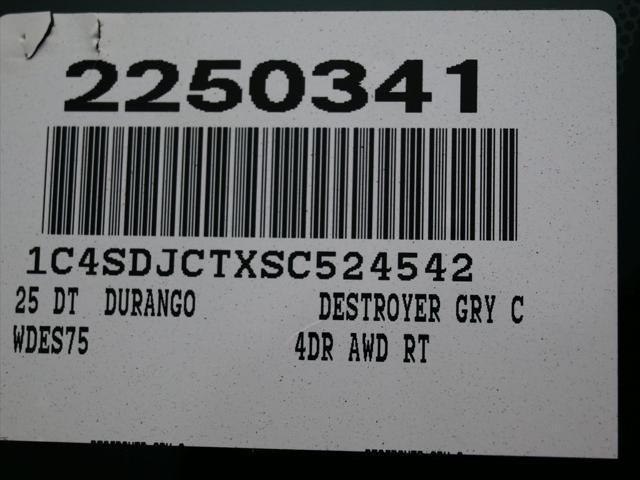 2250341
1C4SDJCTXSC524542
25 DT DURANGO DESTROYER GRY C
WDES75 4DR AWD RT